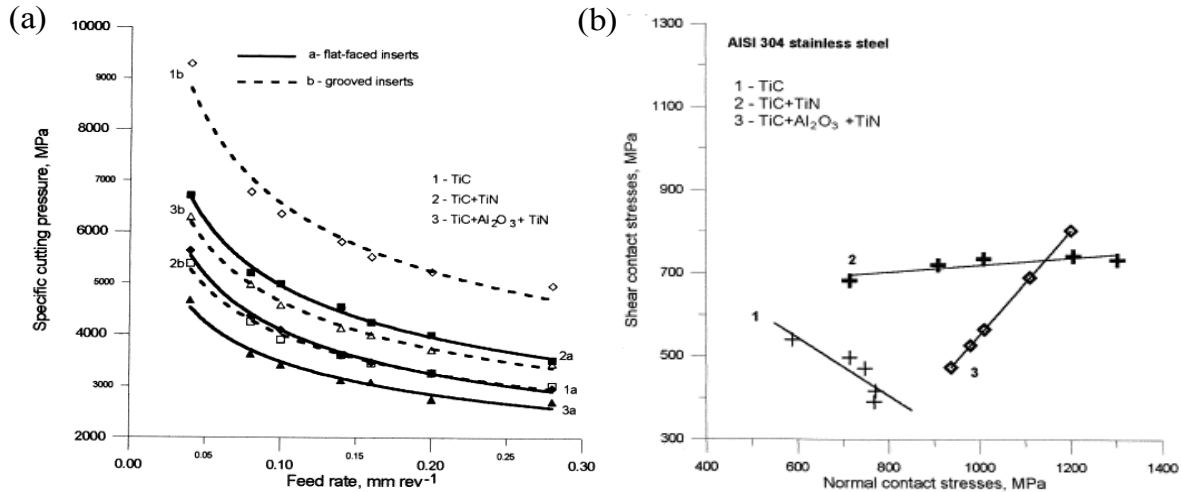 (a)
10000
9000
8000
7000
6000
5000
4000
3000
2000
Specific cutting pressure, MPa
a- flat-faced inserts
b - grooved inserts
1 - TiC
2 - TiC+TiN
3 - TiC+Al2O3+ TiN
1b
3b
2b
2a
1a
3a
0.00
0.05
0.10
0.15
0.20
0.25
0.30
Feed rate, mm rev-1
(b)
1300
1100
900
700
500
300
Shear contact stresses, MPa
AISI 304 stainless steel
1 - TiC
2 - TiC+TiN
3 - TiC+Al2O3 +TiN
2
1
3
400
600
800
1000
1200
1400
Normal contact stresses, MPa